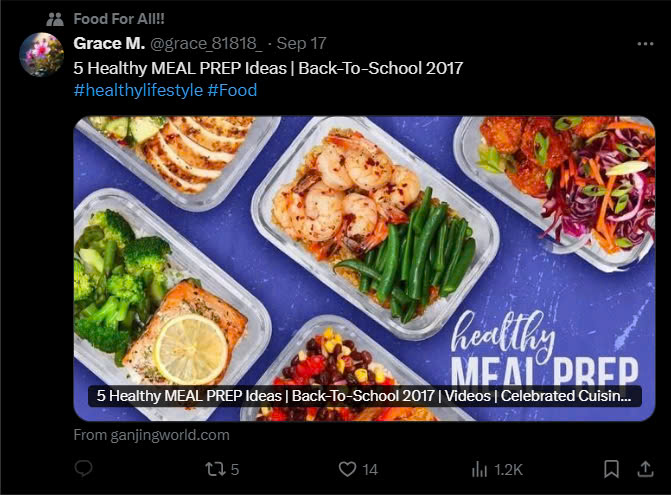 Food For All!!
Grace M. @grace_81818_ · Sep 17
5 Healthy MEAL PREP Ideas | Back-To-School 2017
#healthylifestyle #Food
healthy
MEAL PREP
5 Healthy MEAL PREP Ideas | Back-To-School 2017 | Videos | Celebrated Cuisin...
From ganjingworld.com
5 14 1.2K